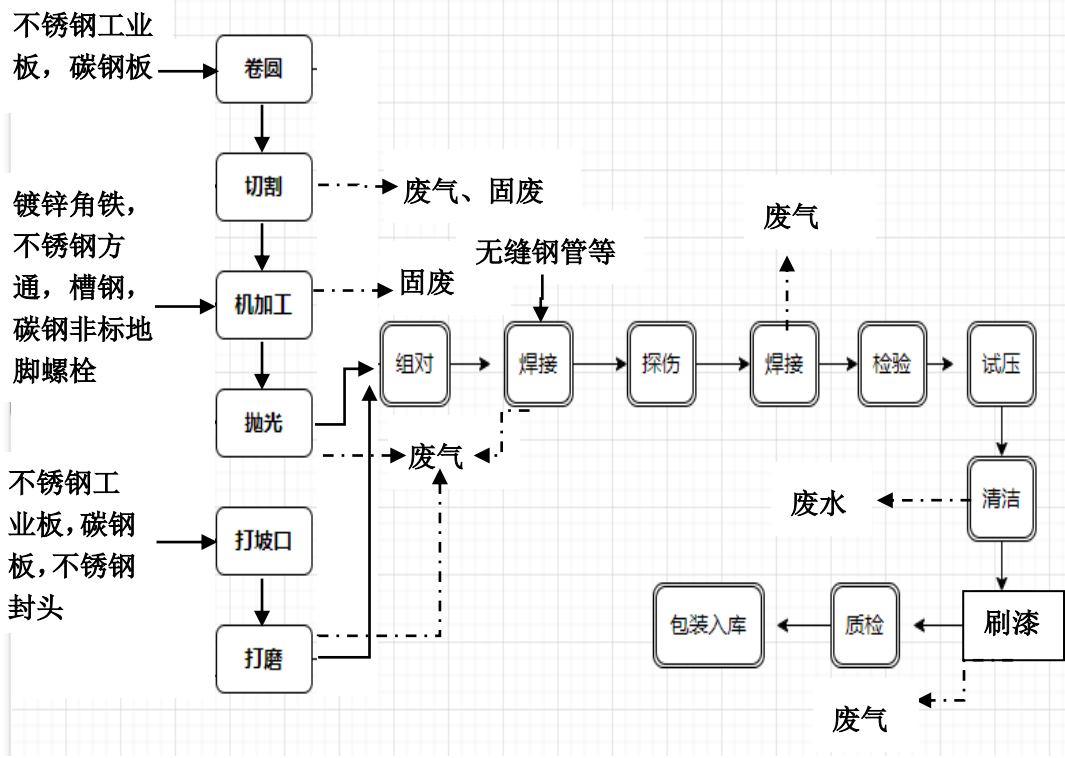 不锈钢工业
板，碳钢板
卷圆
切割
废气、固废
镀锌角铁，
不锈钢方
通，槽钢，
碳钢非标地
脚螺栓
机加工
固废
无缝钢管等
废气
组对
焊接
探伤
焊接
检验
试压
抛光
废气
不锈钢工
业板，碳钢
板，不锈钢
封头
打坡口
打磨
废水
清洁
包装入库
质检
刷漆
废气